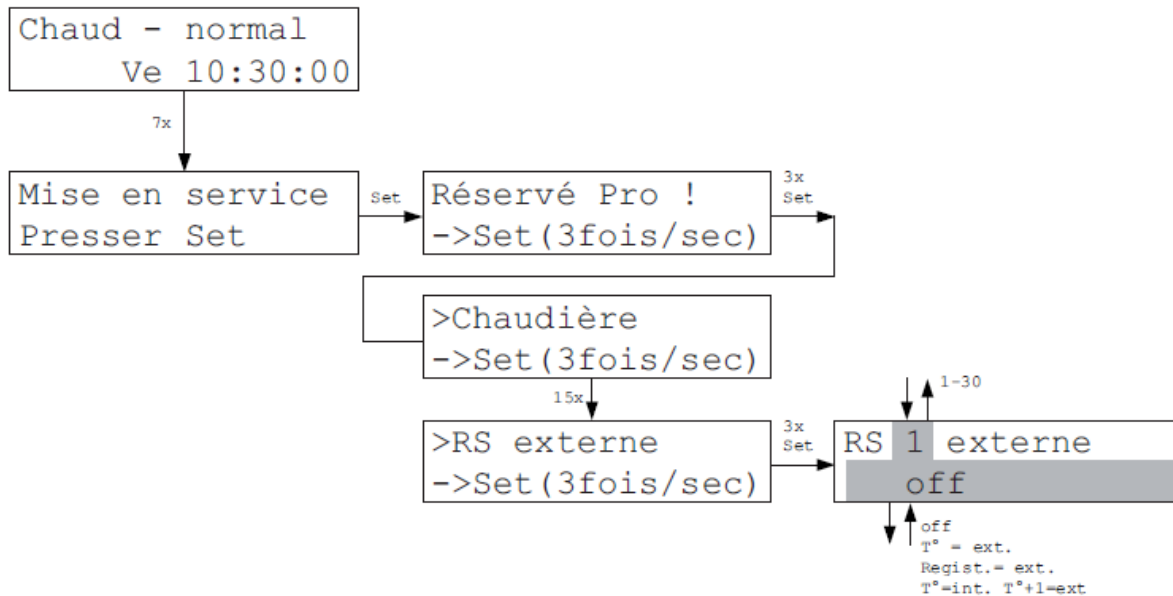 Chaud - normal
Ve 10:30:00
7x
Mise en service
Presser Set
Set
Réservé Pro !
->Set(3fois/sec)
3x
Set
>Chaudière
->Set(3fois/sec)
15x
>RS externe
->Set(3fois/sec)
3x
Set
1-30
RS 1 externe
off
off
T° = ext.
Regist.= ext.
T°=int. T°+1=ext